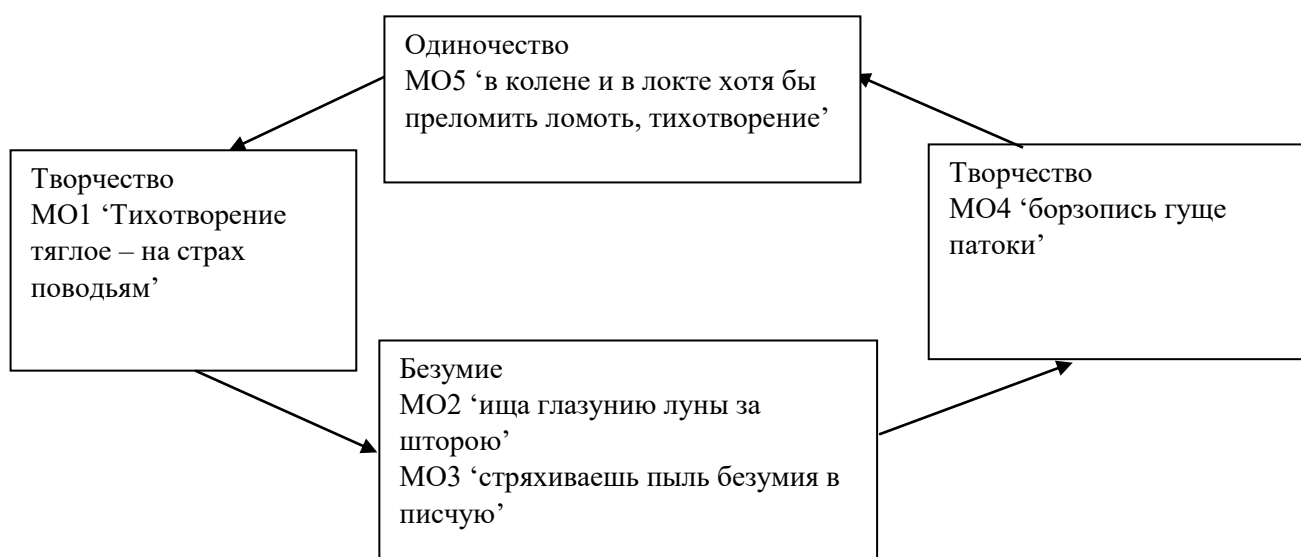 Одиночество
МО5 ‘в колене и в локте хотя бы
преломить ломоть, тихотворение’
Творчество
МО1 ‘Тихотворение
тяглое – на страх
поводьям’
Творчество
МО4 ‘борзопись гуще
патоки’
Безумие
МО2 ‘ища глазунию луны за
шторою’
МО3 ‘стряхиваешь пыль безумия в
писчую’